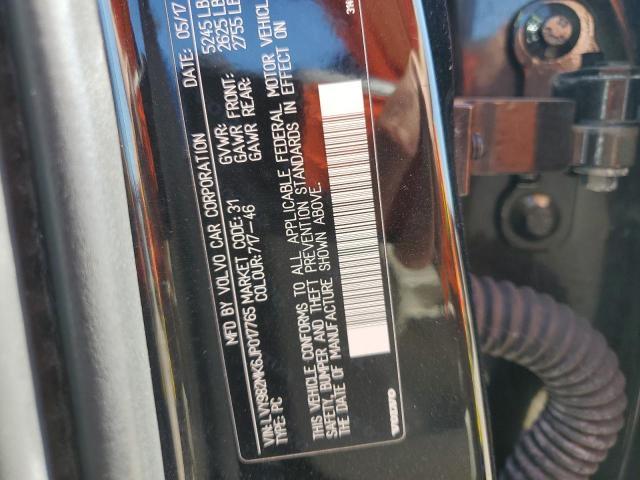 MFD BY VOLVO CAR CORPORATION DATE: 05/17
VIN: LVY982MK6JP017765 MARKET CODE: 31 GVWR: 5245 LB
TYPE: PC COLOUR: 717-46 GAWR FRONT: 2625 LB
GAWR REAR: 2755 LB
THIS VEHICLE CONFORMS TO ALL APPLICABLE FEDERAL MOTOR VEHICL
SAFETY, BUMPER AND THEFT PREVENTION STANDARDS IN EFFECT ON
THE DATE OF MANUFACTURE SHOWN ABOVE.
VOLVO